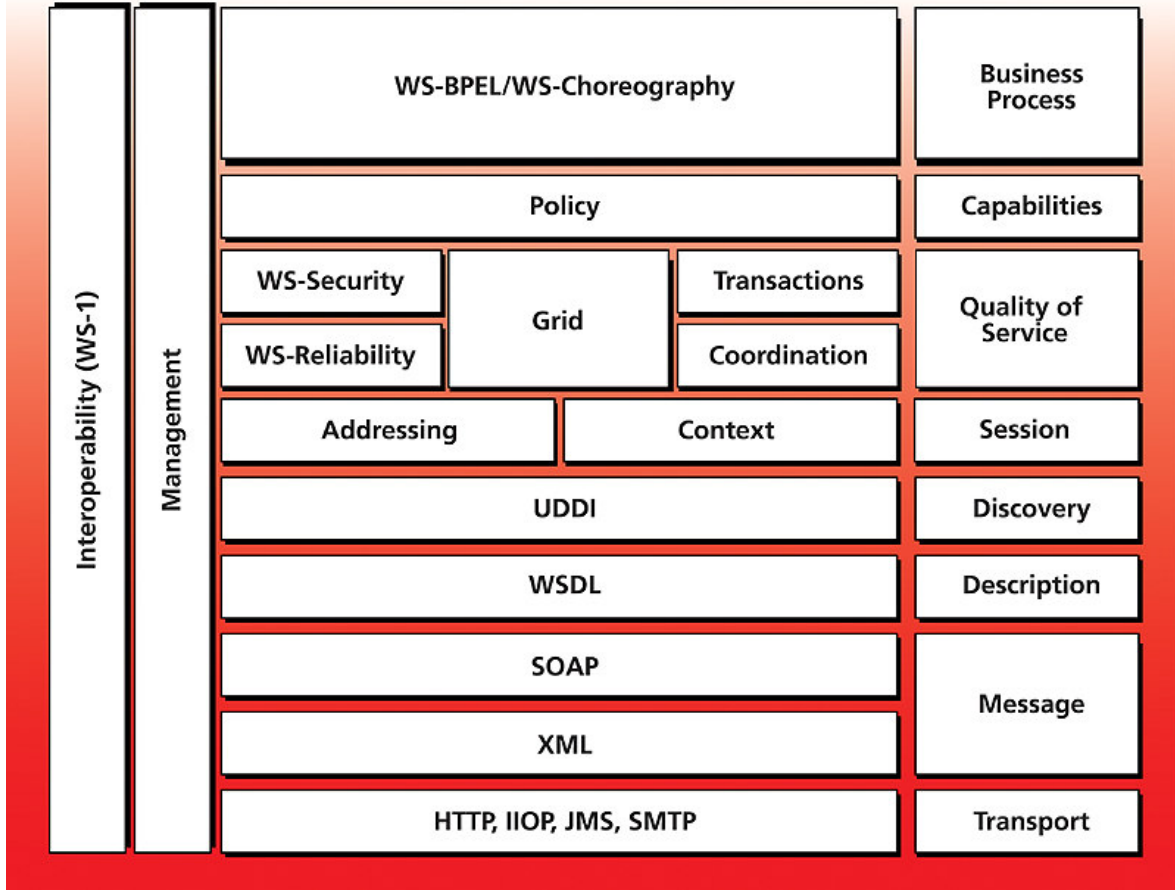 Interoperability (WS-1)
Management
WS-BPEL/WS-Choreography
Business
Process
Policy
Capabilities
WS-Security
Grid
Transactions
Quality of
Service
WS-Reliability
Coordination
Addressing
Context
Session
UDDI
Discovery
WSDL
Description
SOAP
Message
XML
HTTP, IIOP, JMS, SMTP
Transport